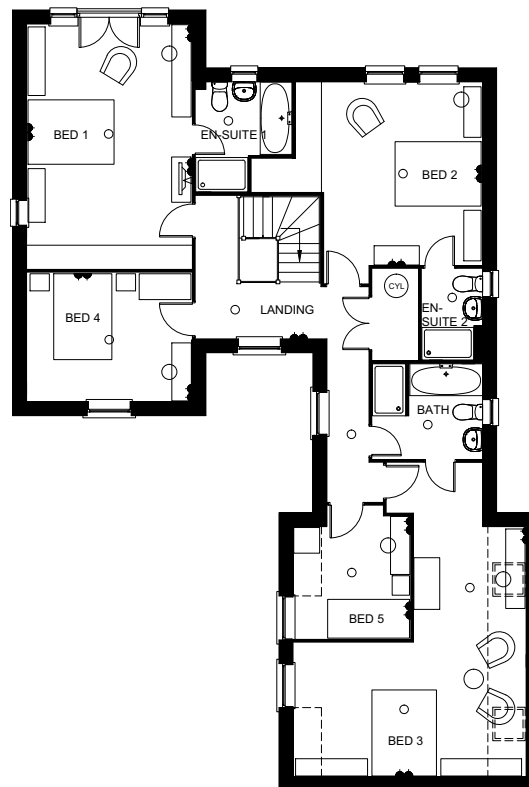 BED 1
EN-SUITE 1
BED 2
CYL
EN-
SUITE 2
LANDING
BED 4
BATH
BED 5
BED 3